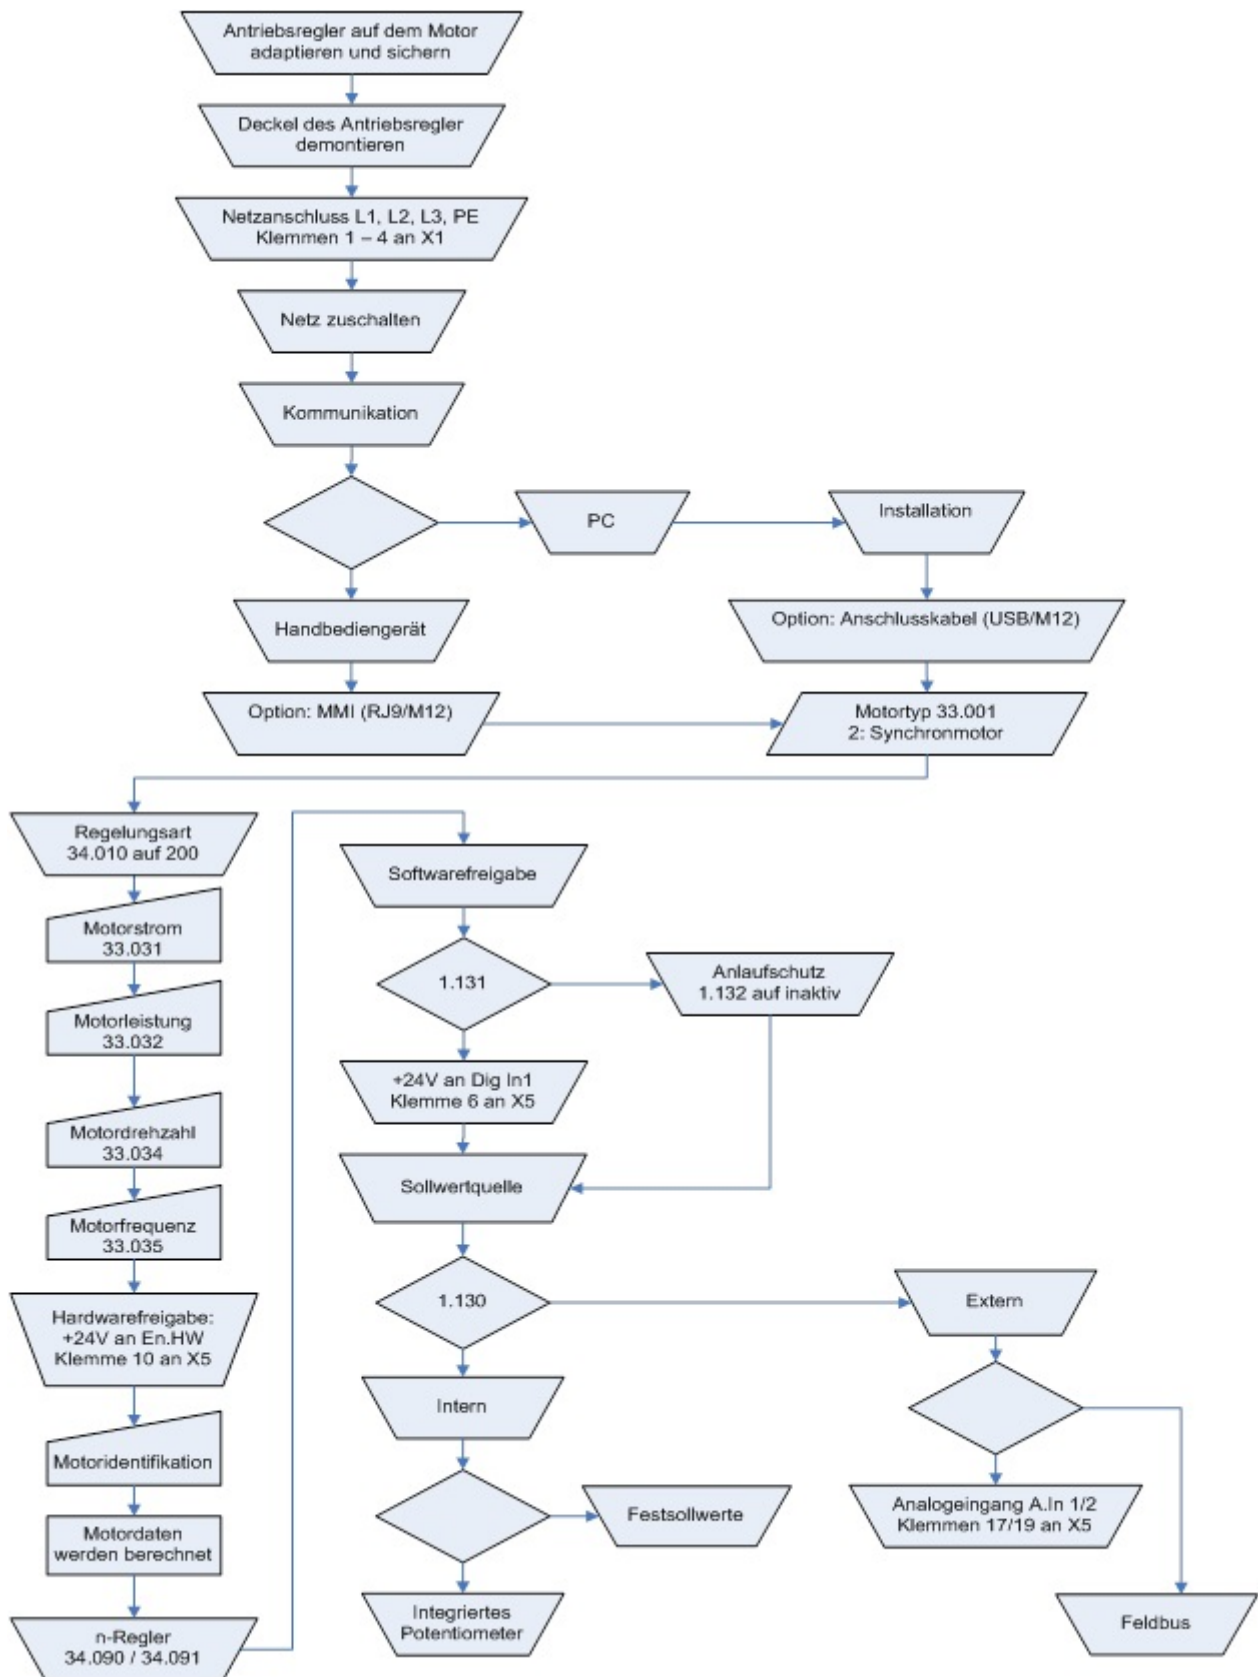 Antriebsregler auf dem Motor
adaptieren und sichern
Deckel des Antriebsregler
demontieren
Netzanschluss L1, L2, L3, PE
Klemmen 1 – 4 an X1
Netz zuschalten
Kommunikation
PC
Installation
Handbediengerät
Option: Anschlusskabel (USB/M12)
Option: MMI (RJ9/M12)
Motortyp 33.001
2: Synchronmotor
Regelungsart
34.010 auf 200
Motorstrom
33.031
Motorleistung
33.032
Motordrehzahl
33.034
Motorfrequenz
33.035
Hardwarefreigabe:
+24V an En.HW
Klemme 10 an X5
Motoridentifikation
Motordaten
werden berechnet
n-Regler
34.090 / 34.091
Softwarefreigabe
1.131
Anlaufschutz
1.132 auf inaktiv
+24V an Dig In1
Klemme 6 an X5
Sollwertquelle
1.130
Extern
Intern
Festsollwerte
Analogeingang A.In 1/2
Klemmen 17/19 an X5
Integriertes
Potentiometer
Feldbus